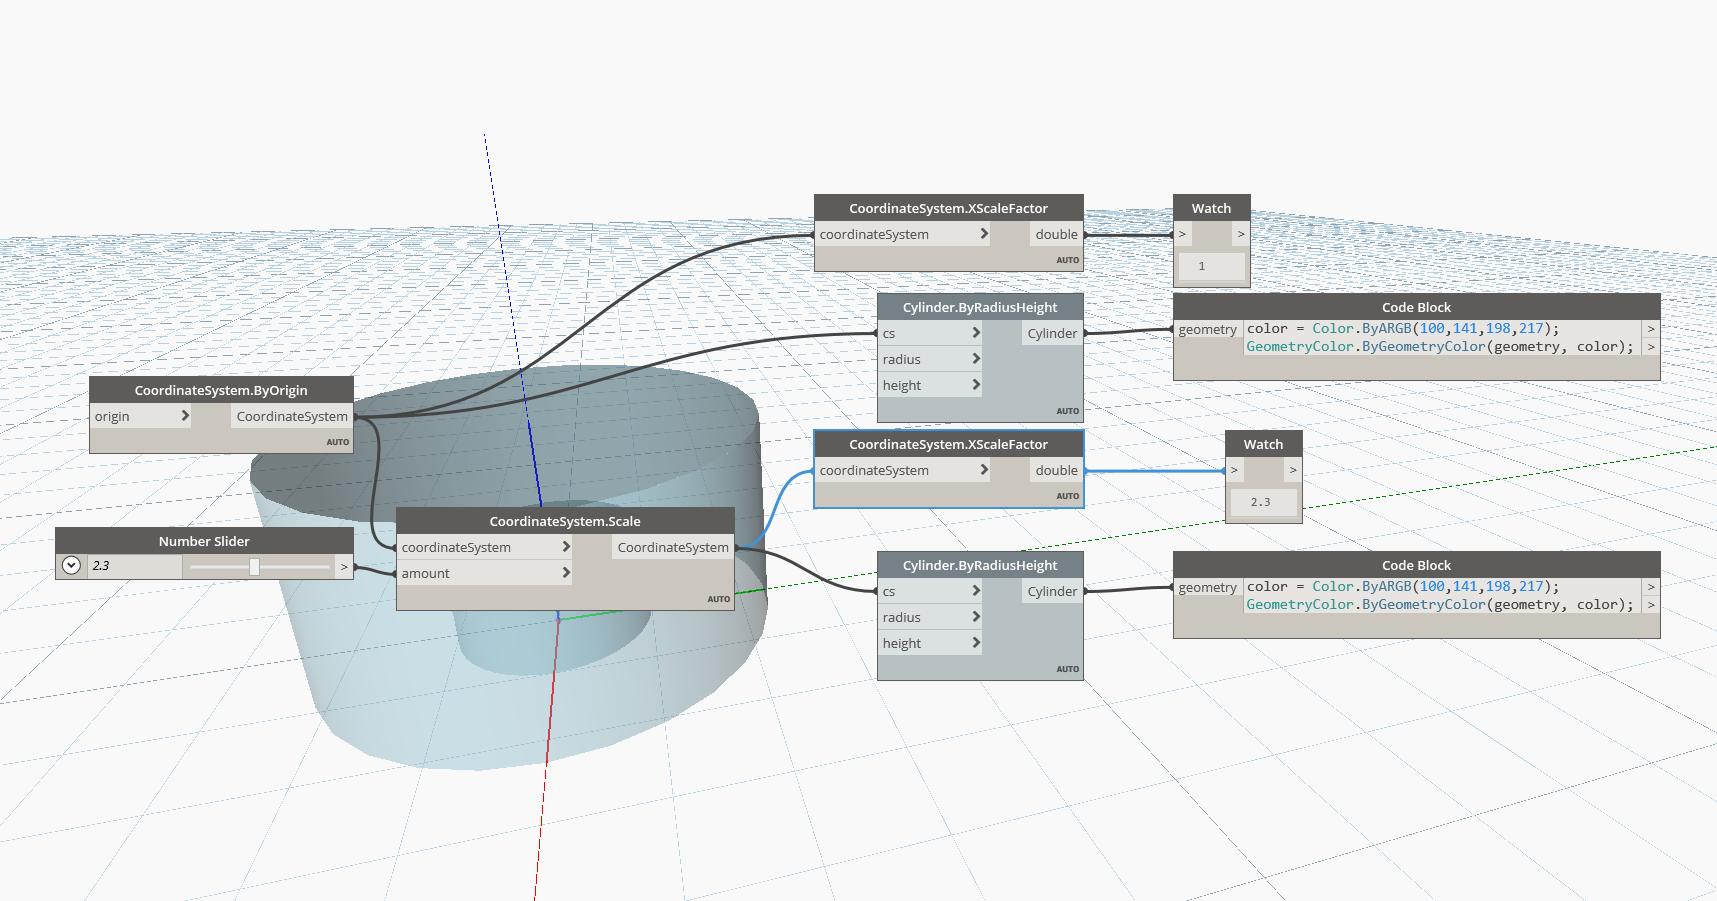 CoordinateSystem.XScaleFactor
coordinateSystem > double
AUTO
Watch
> >
1
Cylinder.ByRadiusHeight
cs > Cylinder
radius >
height >
AUTO
Code Block
geometry color = Color.ByARGB(100,141,198,217); >
GeometryColor.ByGeometryColor(geometry, color); >
CoordinateSystem.ByOrigin
origin > CoordinateSystem
AUTO
CoordinateSystem.XScaleFactor
coordinateSystem > double
AUTO
Watch
> >
2.3
Number Slider
2.3 >
CoordinateSystem.Scale
coordinateSystem > CoordinateSystem
amount >
AUTO
Cylinder.ByRadiusHeight
cs > Cylinder
radius >
height >
AUTO
Code Block
geometry color = Color.ByARGB(100,141,198,217); >
GeometryColor.ByGeometryColor(geometry, color); >